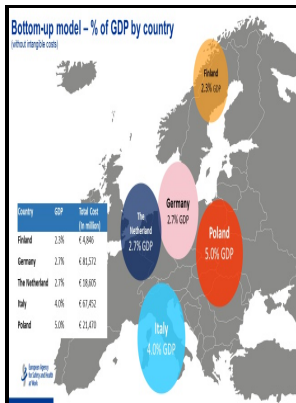 Bottom-up model – % of GDP by country
(without intangible costs)
Finland
2.3% GDP
Germany
2.7% GDP
The
Netherland
2.7% GDP
Poland
5.0% GDP
Italy
4.0% GDP
Country GDP Total Cost
(In million)
Finland 2.3% € 4,846
Germany 2.7% € 81,572
The Netherland 2.7% € 18,605
Italy 4.0% € 67,452
Poland 5.0% € 21,470
European Agency
for Safety and Health
at Work